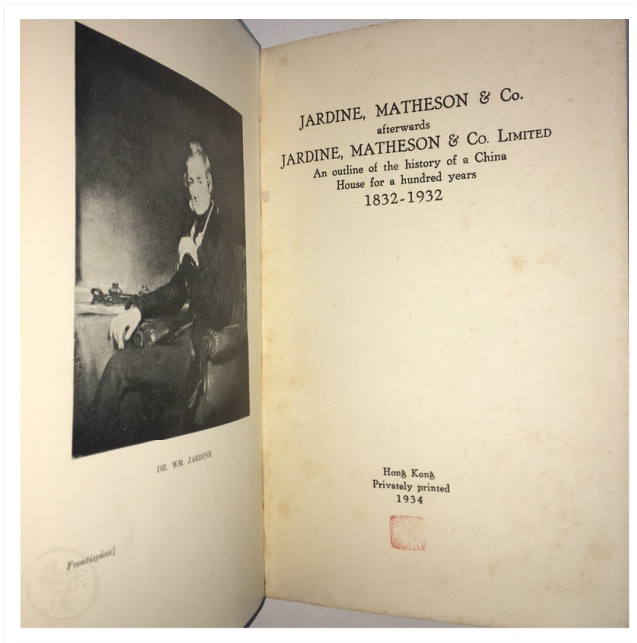 DR. WM. JARDINE
Frontispiece]
JARDINE, MATHESON & Co.
afterwards
JARDINE, MATHESON & Co. LIMITED
An outline of the history of a China
House for a hundred years
1832-1932
Hong Kong
Privately printed
1934